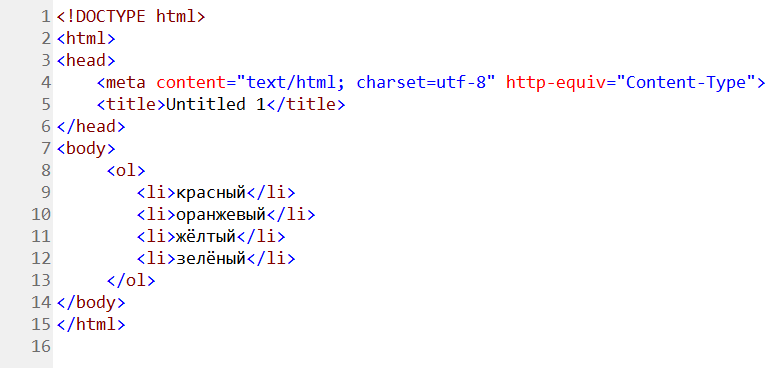 1 <!DOCTYPE html>
2 <html>
3 <head>
4     <meta content="text/html; charset=utf-8" http-equiv="Content-Type">
5     <title>Untitled 1</title>
6 </head>
7 <body>
8      <ol>
9         <li>красный</li>
10         <li>оранжевый</li>
11         <li>жёлтый</li>
12         <li>зелёный</li>
13      </ol>
14 </body>
15 </html>
16